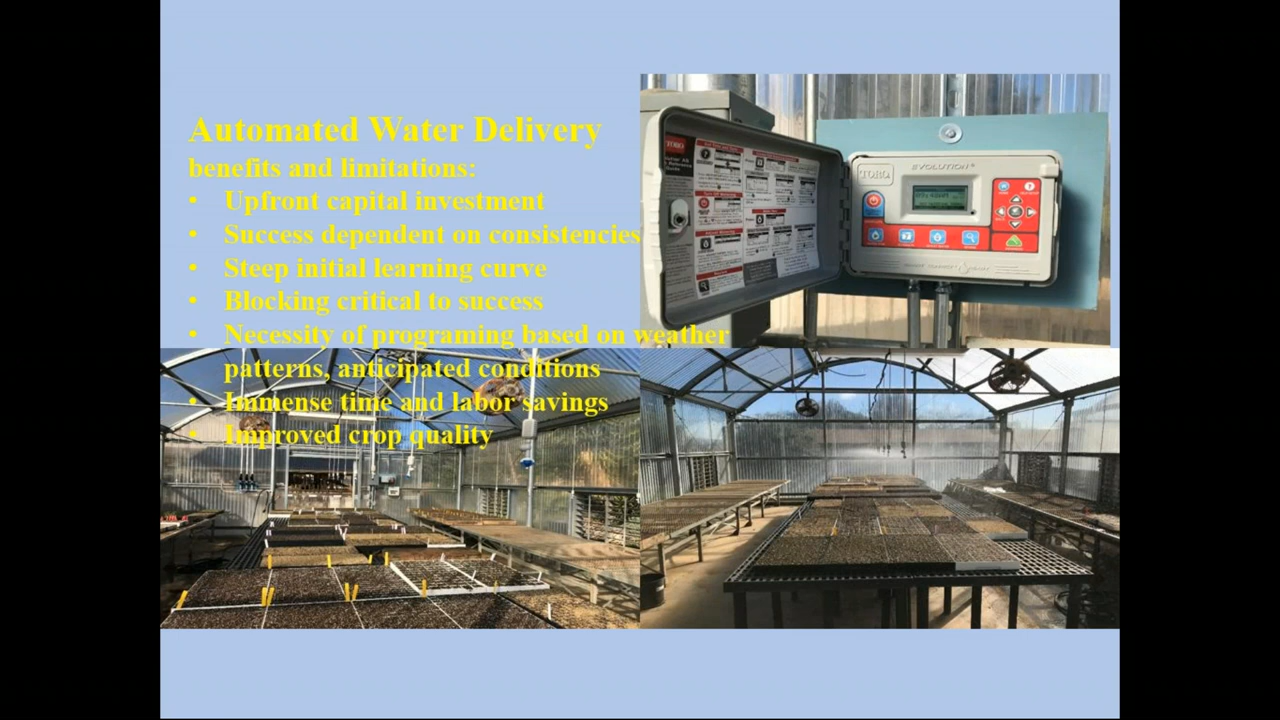 Automated Water Delivery
benefits and limitations:
• Upfront capital investment
• Success dependent on consistencies
• Steep initial learning curve
• Blocking critical to success
• Necessity of programing based on weather
patterns, anticipated conditions
• Immense time and labor savings
• Improved crop quality
TORO
EVOLUTION
TORO